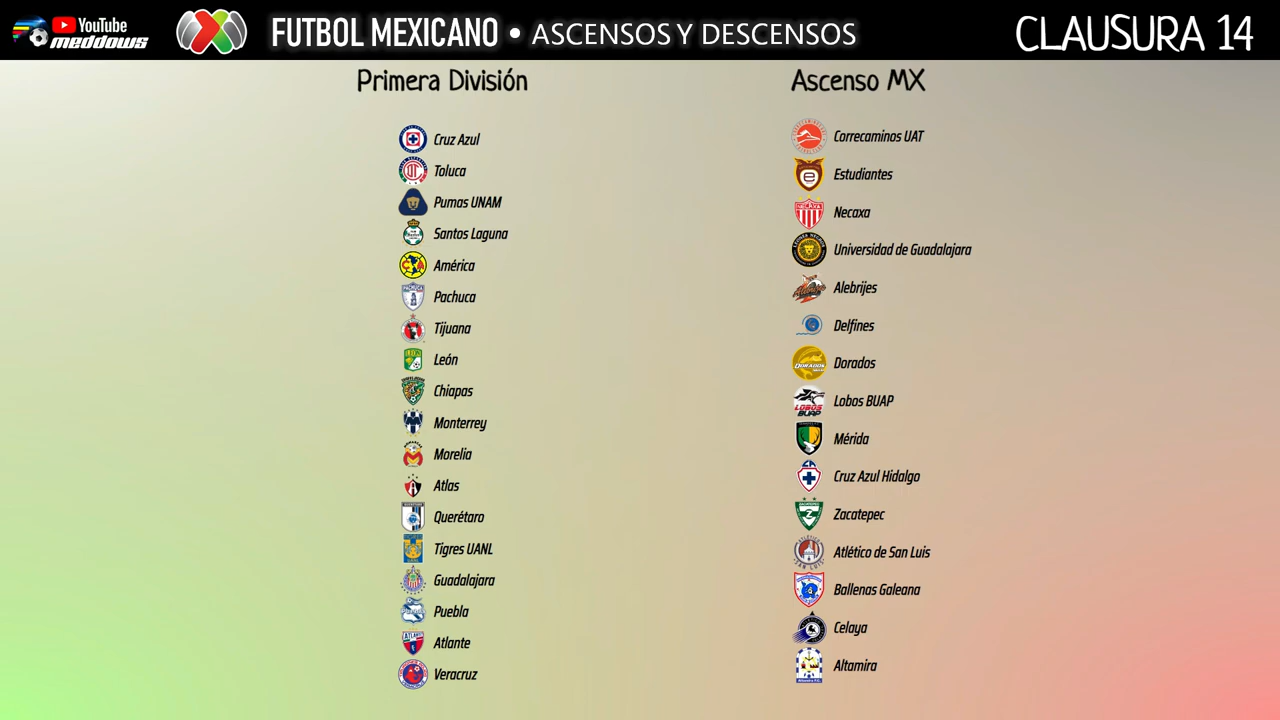 YouTube
meddows
FUTBOL MEXICANO • ASCENSOS Y DESCENSOS
CLAUSURA 14
Primera División
Cruz Azul
Toluca
Pumas UNAM
Santos Laguna
América
Pachuca
Tijuana
León
Chiapas
Monterrey
Morelia
Atlas
Querétaro
Tigres UANL
Guadalajara
Puebla
Atlante
Veracruz
Ascenso MX
Correcaminos UAT
Estudiantes
Necaxa
Universidad de Guadalajara
Alebrijes
Delfines
Dorados
Lobos BUAP
Mérida
Cruz Azul Hidalgo
Zacatepec
Atlético de San Luis
Ballenas Galeana
Celaya
Altamira